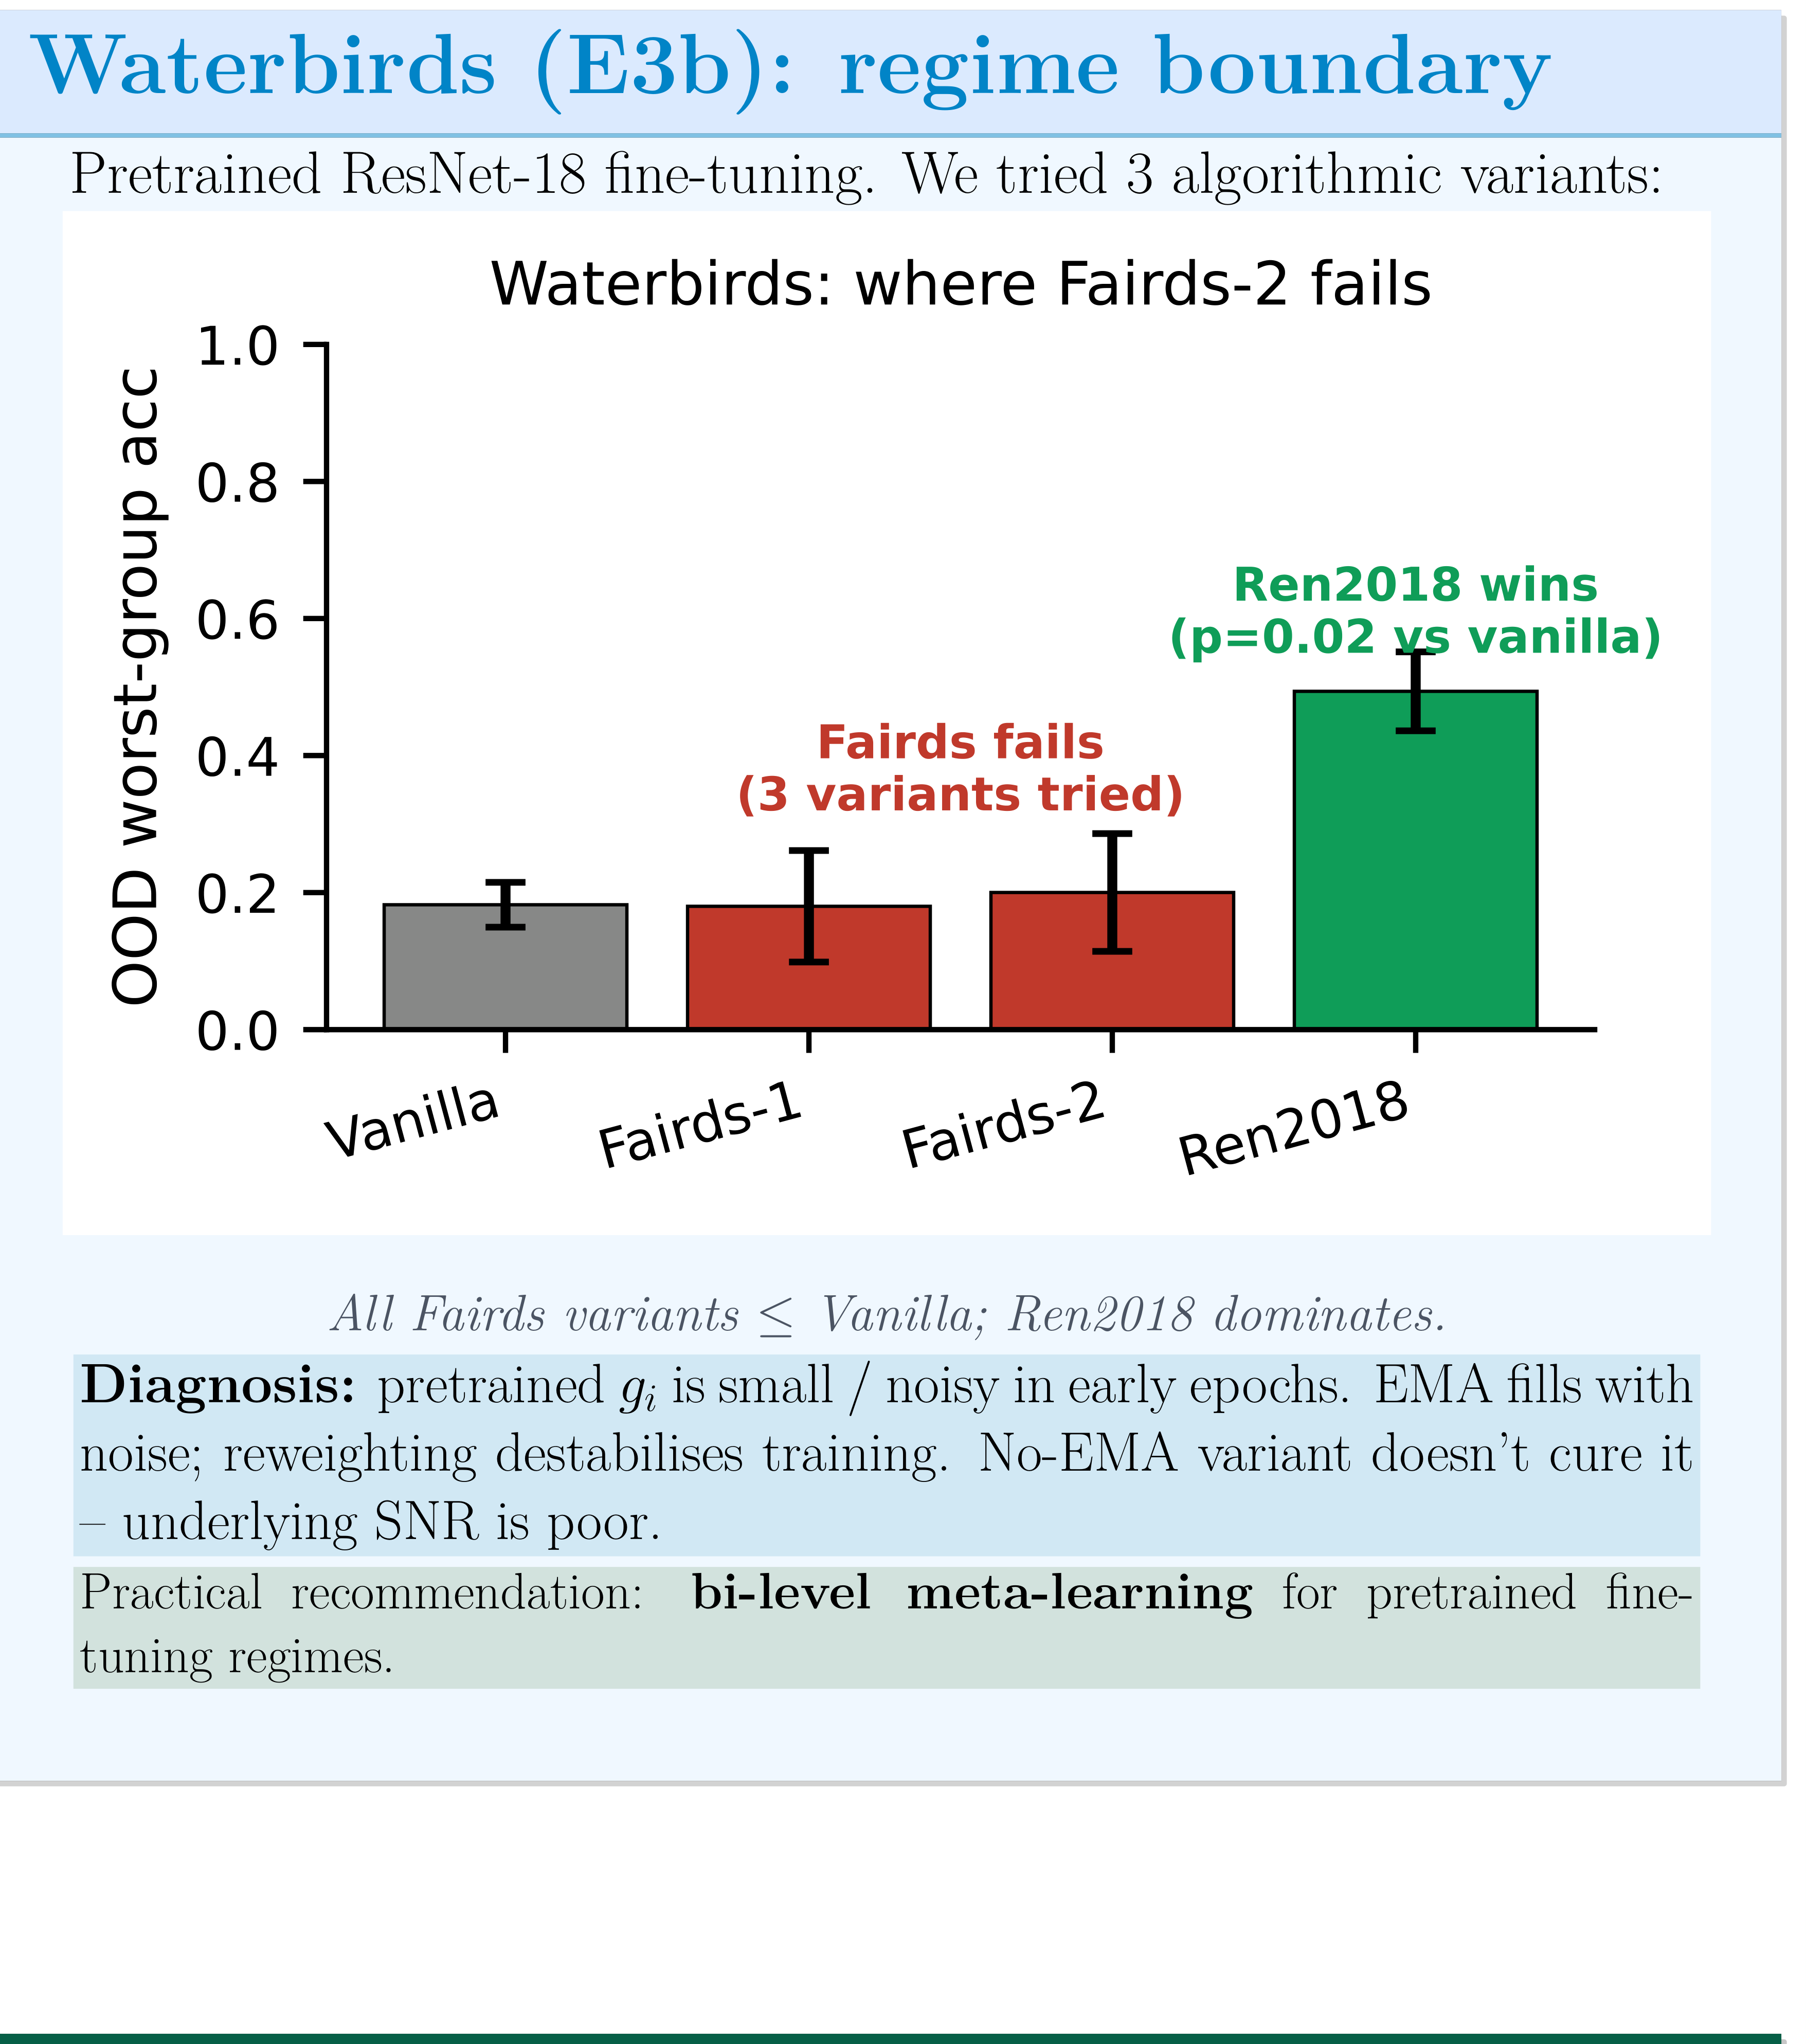 Waterbirds (E3b): regime boundary
Pretrained ResNet-18 fine-tuning. We tried 3 algorithmic variants:
Waterbirds: where Fairds-2 fails
OOD worst-group acc
1.0
0.8
0.6
0.4
0.2
0.0
Ren2018 wins
(p=0.02 vs vanilla)
Fairds fails
(3 variants tried)
Vanilla
Fairds-1
Fairds-2
Ren2018
All Fairds variants ≤ Vanilla; Ren2018 dominates.
Diagnosis: pretrained gᵢ is small / noisy in early epochs. EMA fills with
noise; reweighting destabilises training. No-EMA variant doesn't cure it
– underlying SNR is poor.
Practical recommendation: bi-level meta-learning for pretrained fine-
tuning regimes.